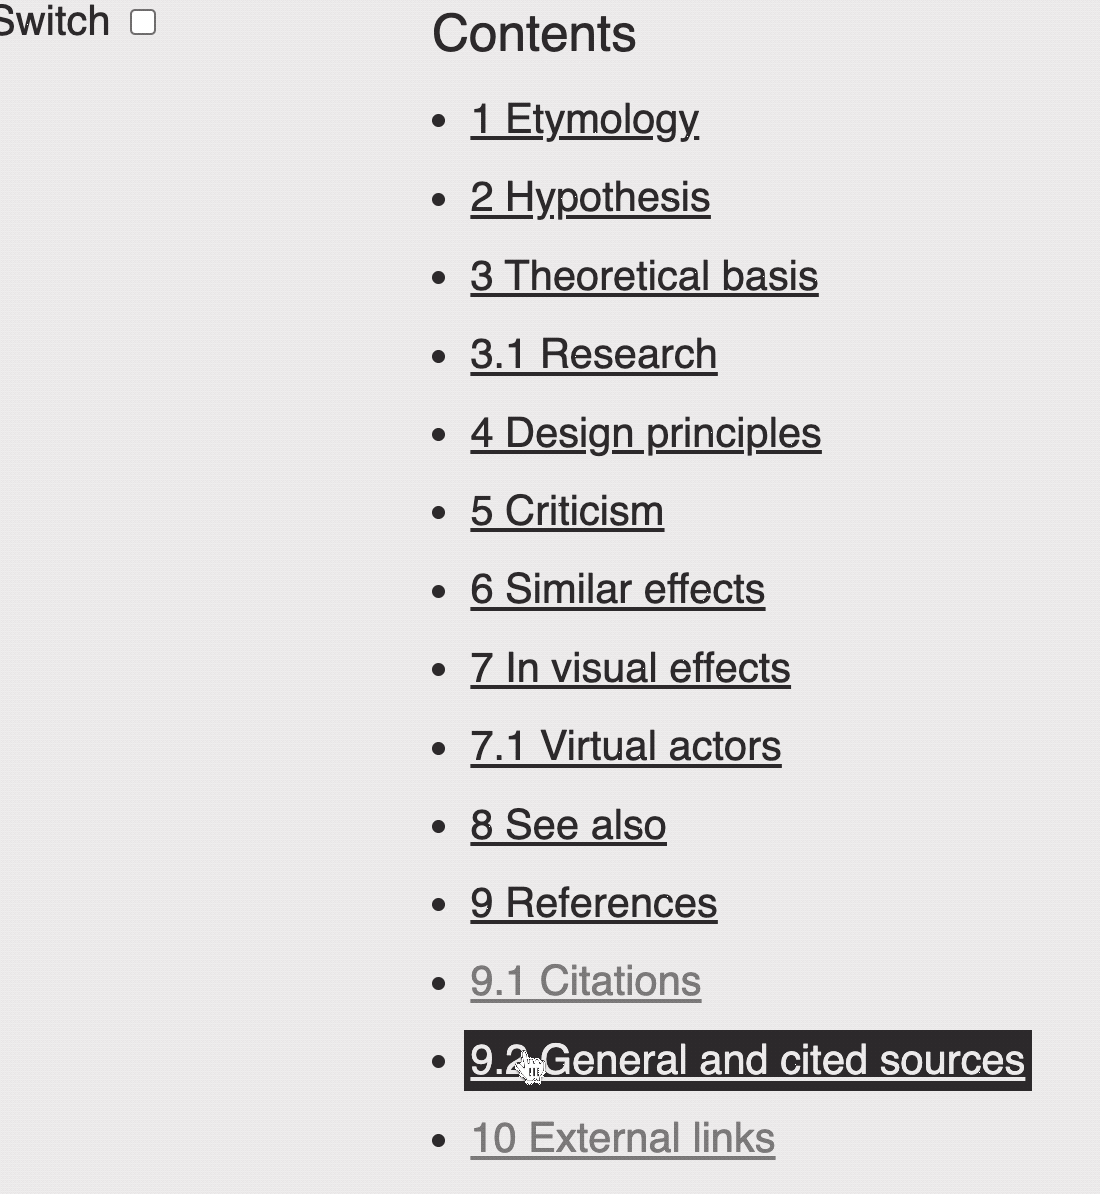 Switch
Contents
1 Etymology
2 Hypothesis
3 Theoretical basis
3.1 Research
4 Design principles
5 Criticism
6 Similar effects
7 In visual effects
7.1 Virtual actors
8 See also
9 References
9.1 Citations
9.2 General and cited sources
10 External links